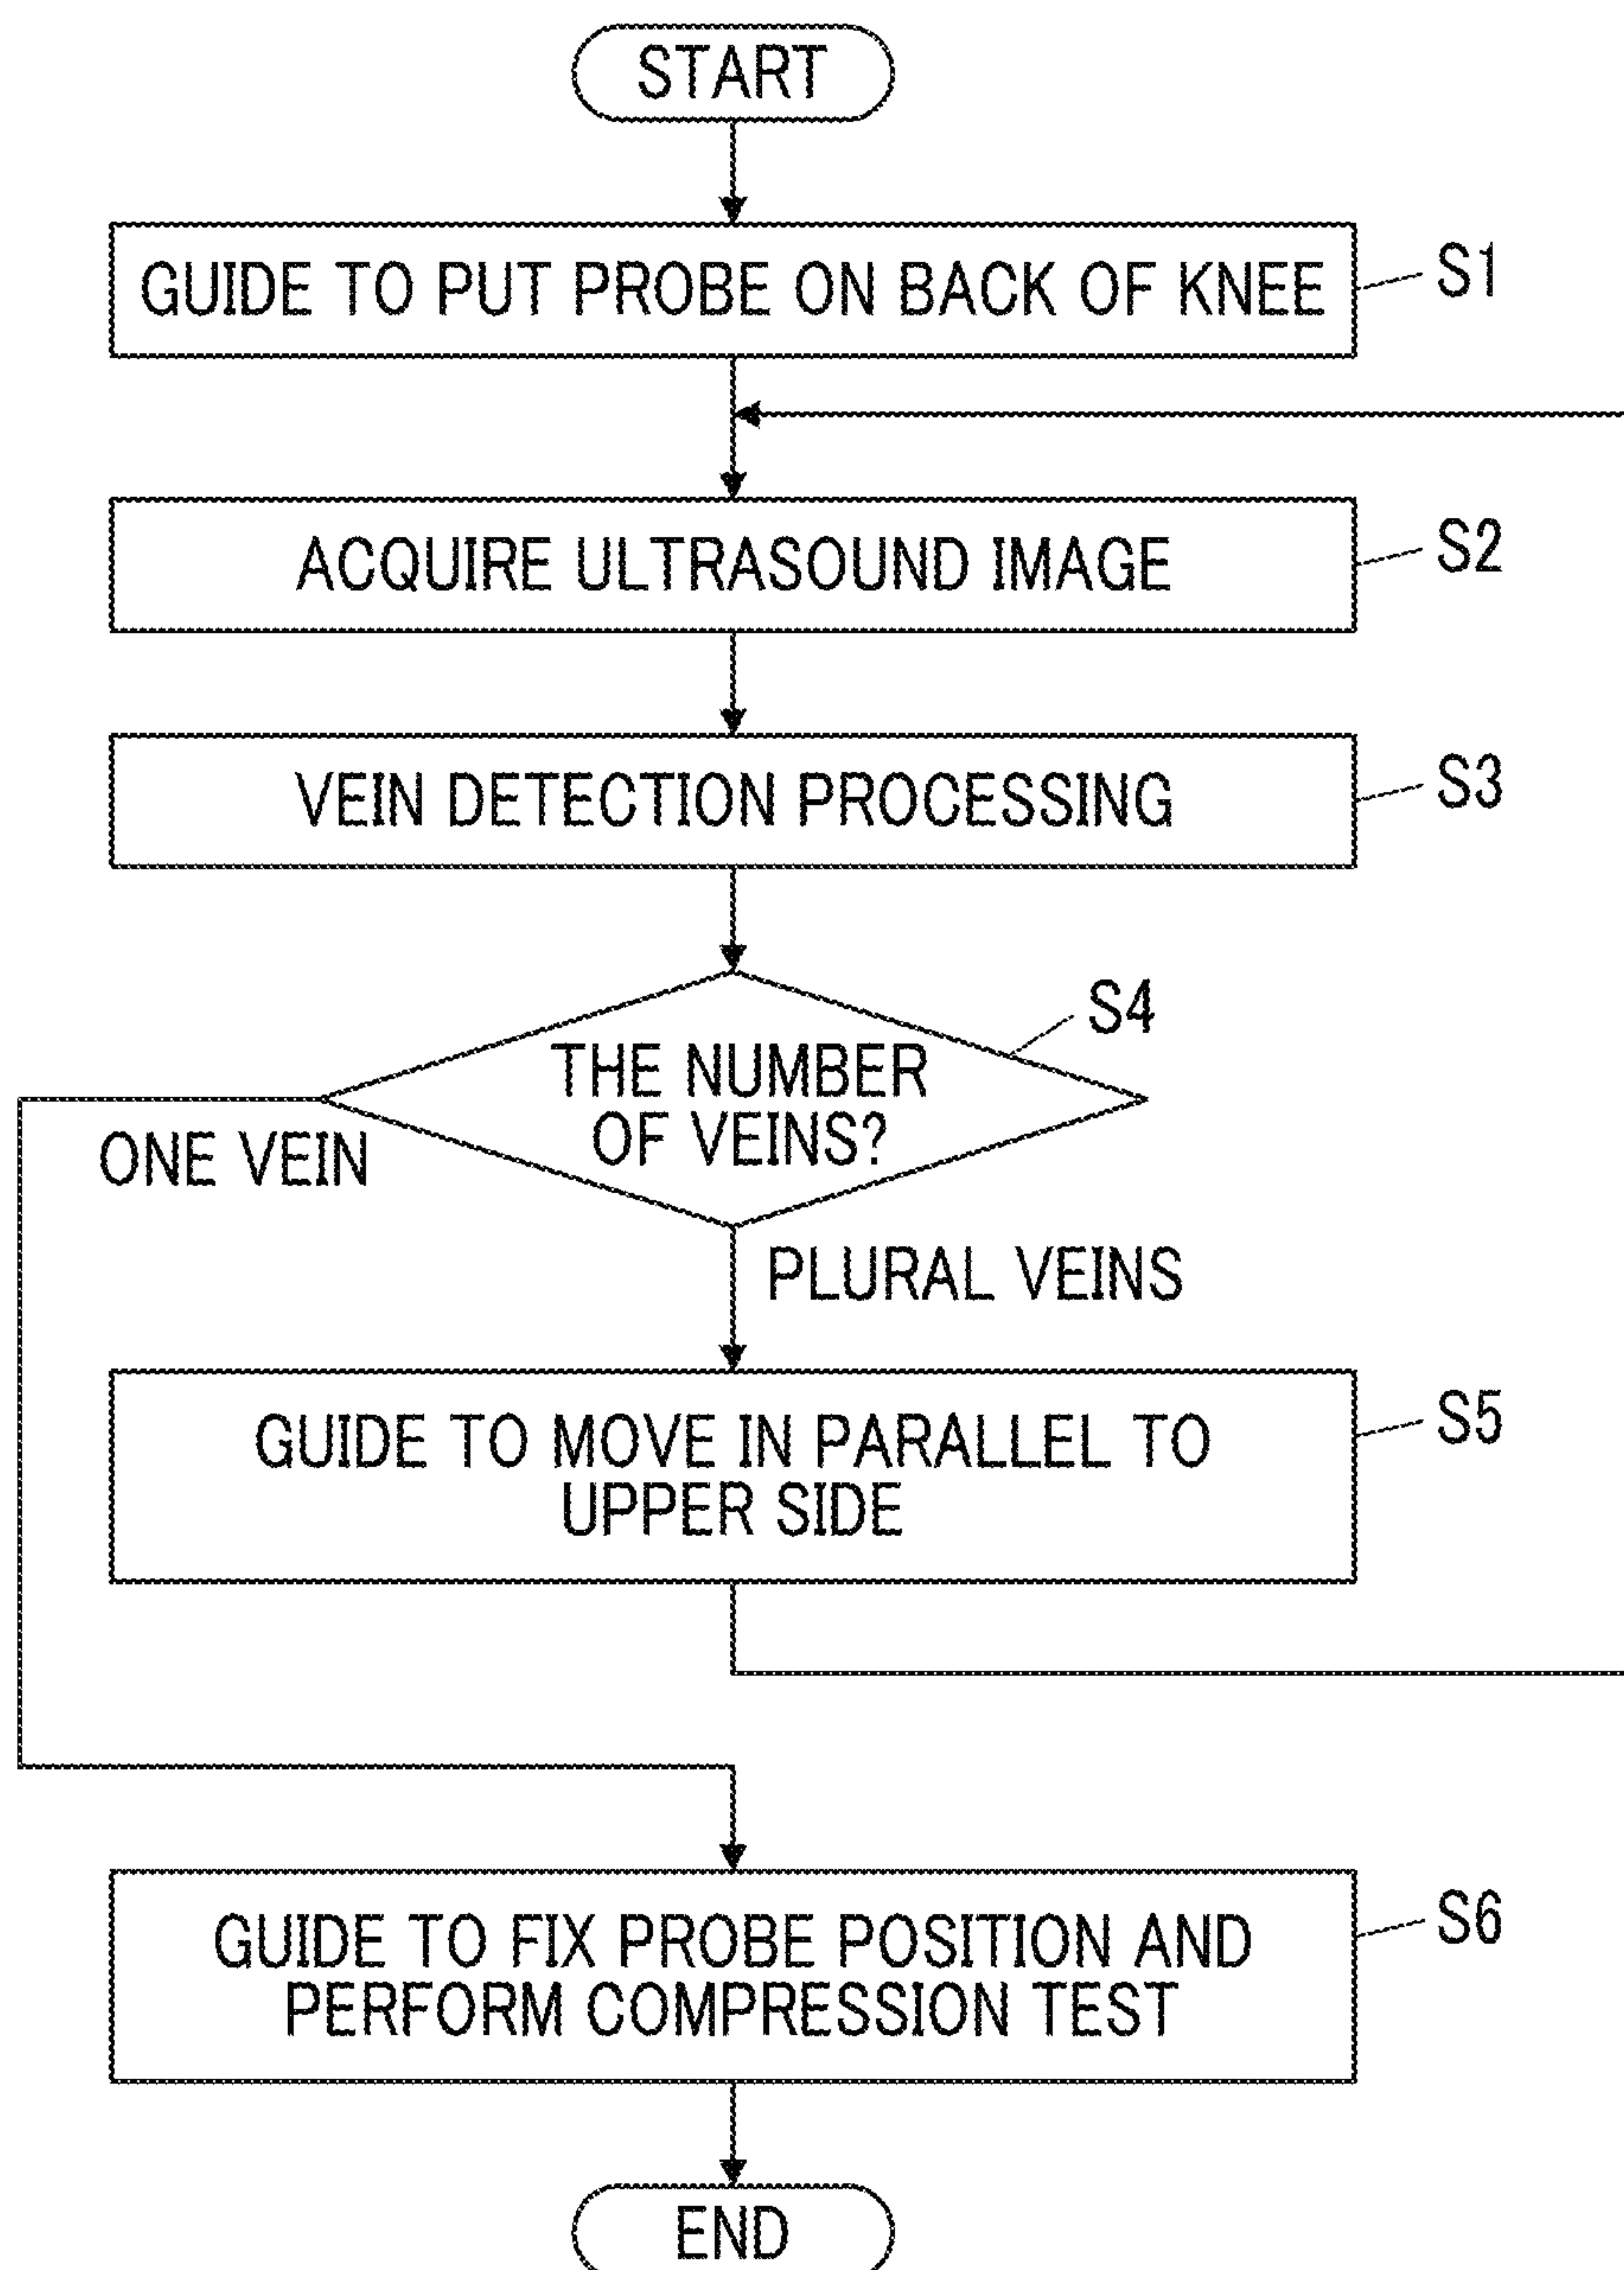 START
GUIDE TO PUT PROBE ON BACK OF KNEE
S1
ACQUIRE ULTRASOUND IMAGE
S2
VEIN DETECTION PROCESSING
S3
S4
THE NUMBER
OF VEINS?
ONE VEIN
PLURAL VEINS
GUIDE TO MOVE IN PARALLEL TO
UPPER SIDE
S5
GUIDE TO FIX PROBE POSITION AND
PERFORM COMPRESSION TEST
S6
END